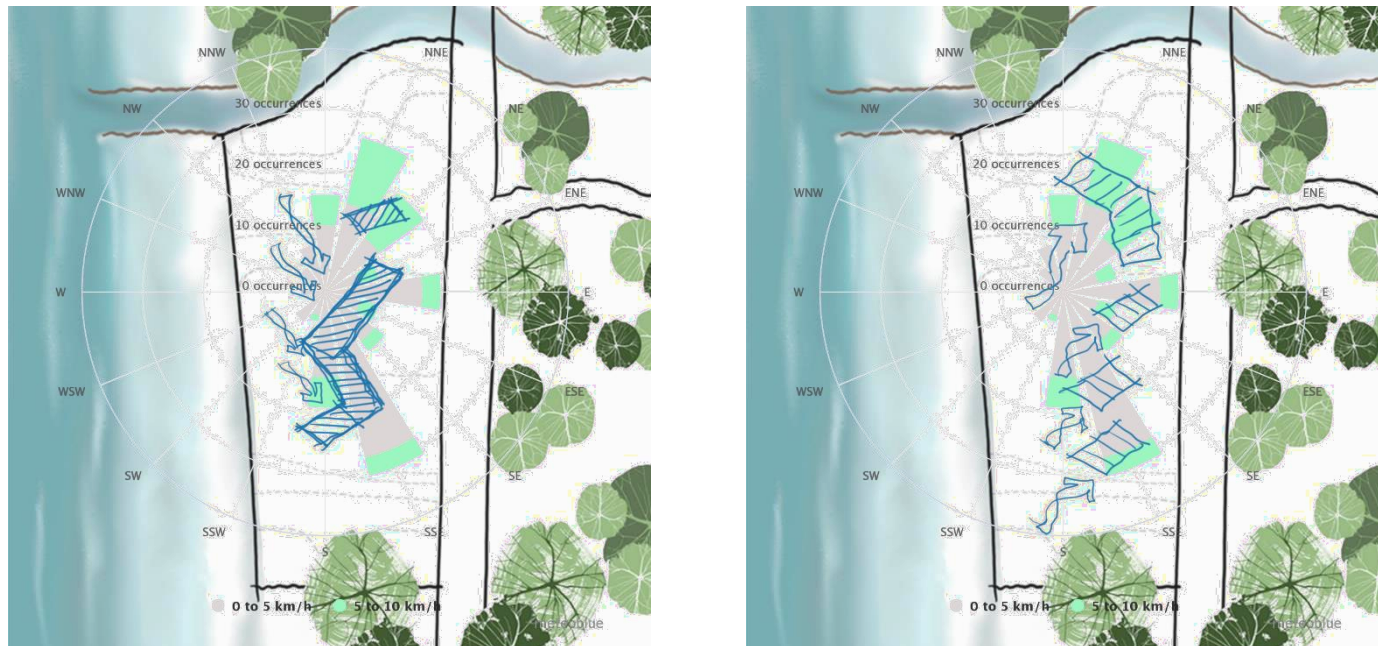 NNW NNE
30 occurrences
NW NE
20 occurrences
WNW ENE
10 occurrences
W 0 occurrences E
WSW ESE
SW SE
SSW SSE
S
0 to 5 km/h 5 to 10 km/h
meteoblue
NNW NNE
30 occurrences
NW NE
20 occurrences
WNW ENE
10 occurrences
W 0 occurrences E
WSW ESE
SW SE
SSW SSE
S
0 to 5 km/h 5 to 10 km/h
meteoblue